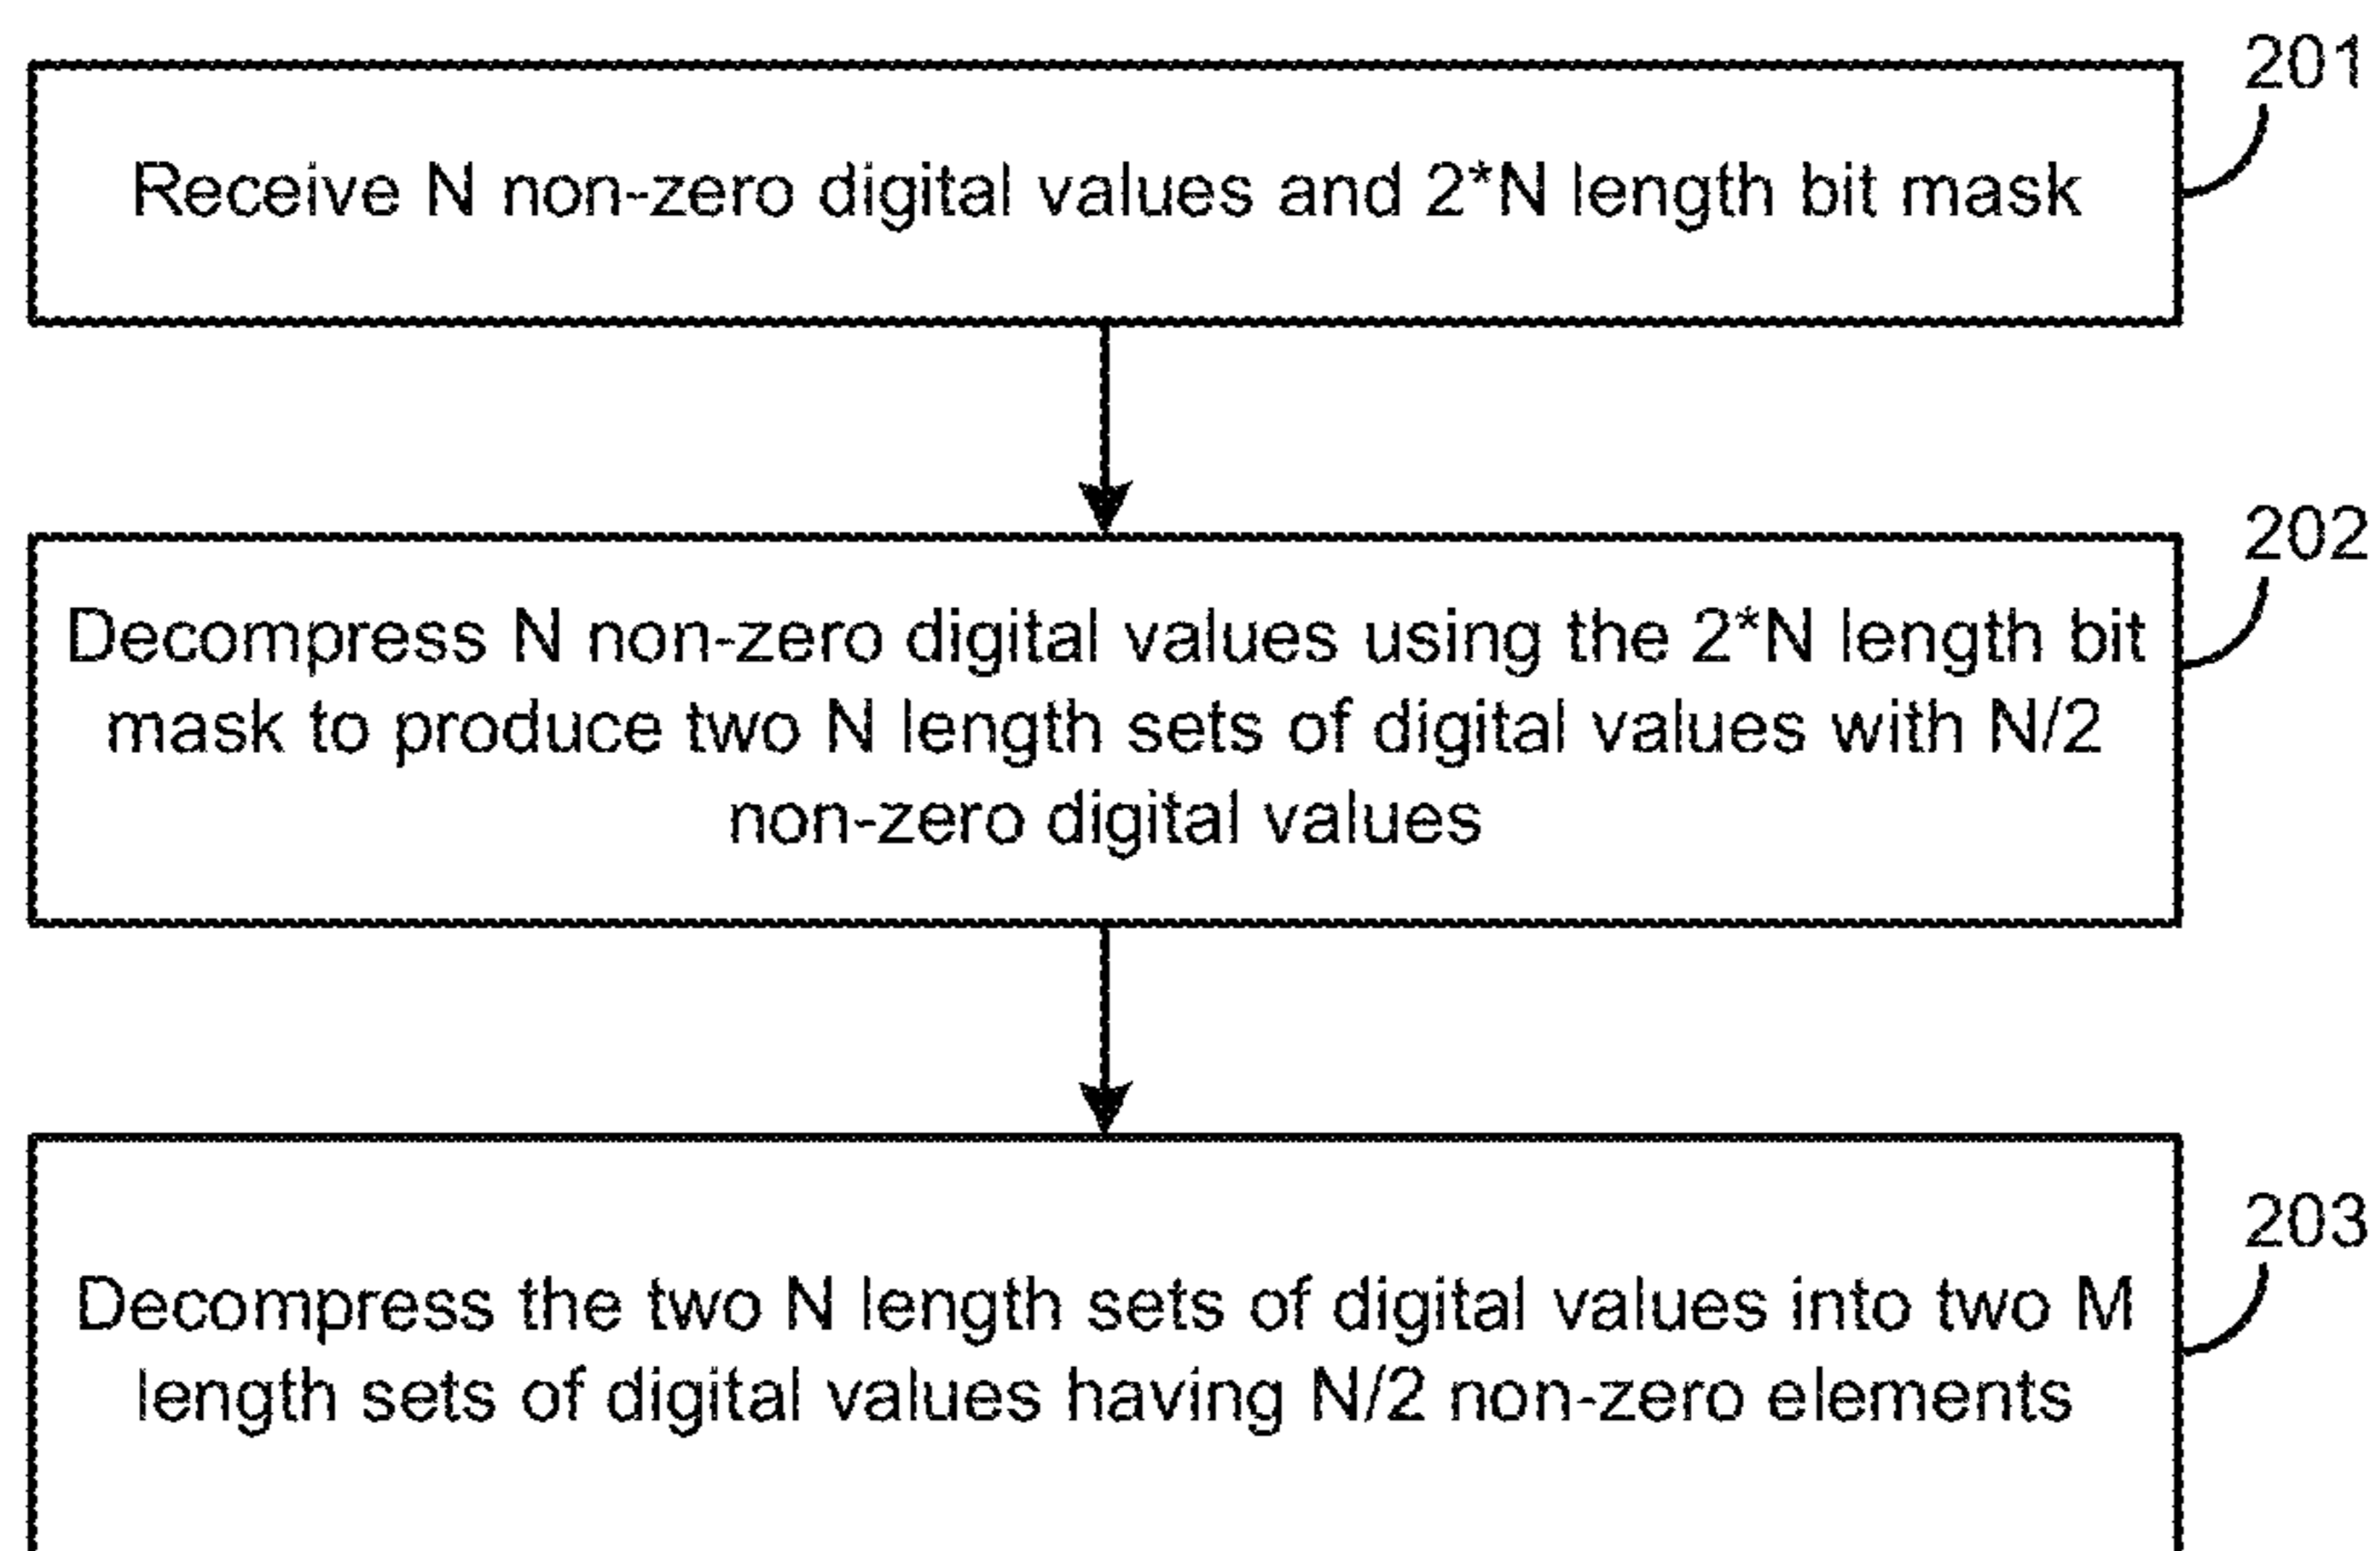 201
Receive N non-zero digital values and 2*N length bit mask
202
Decompress N non-zero digital values using the 2*N length bit
mask to produce two N length sets of digital values with N/2
non-zero digital values
203
Decompress the two N length sets of digital values into two M
length sets of digital values having N/2 non-zero elements